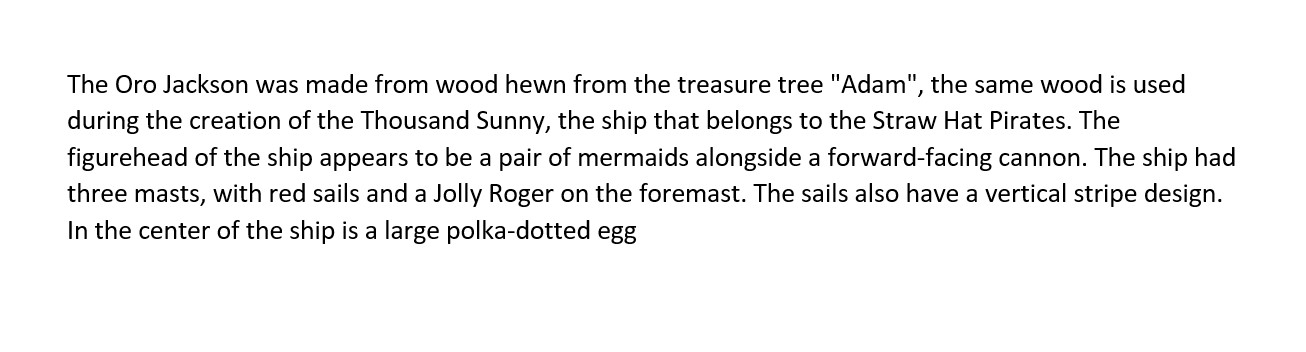 The Oro Jackson was made from wood hewn from the treasure tree "Adam", the same wood is used
during the creation of the Thousand Sunny, the ship that belongs to the Straw Hat Pirates. The
figurehead of the ship appears to be a pair of mermaids alongside a forward-facing cannon. The ship had
three masts, with red sails and a Jolly Roger on the foremast. The sails also have a vertical stripe design.
In the center of the ship is a large polka-dotted egg